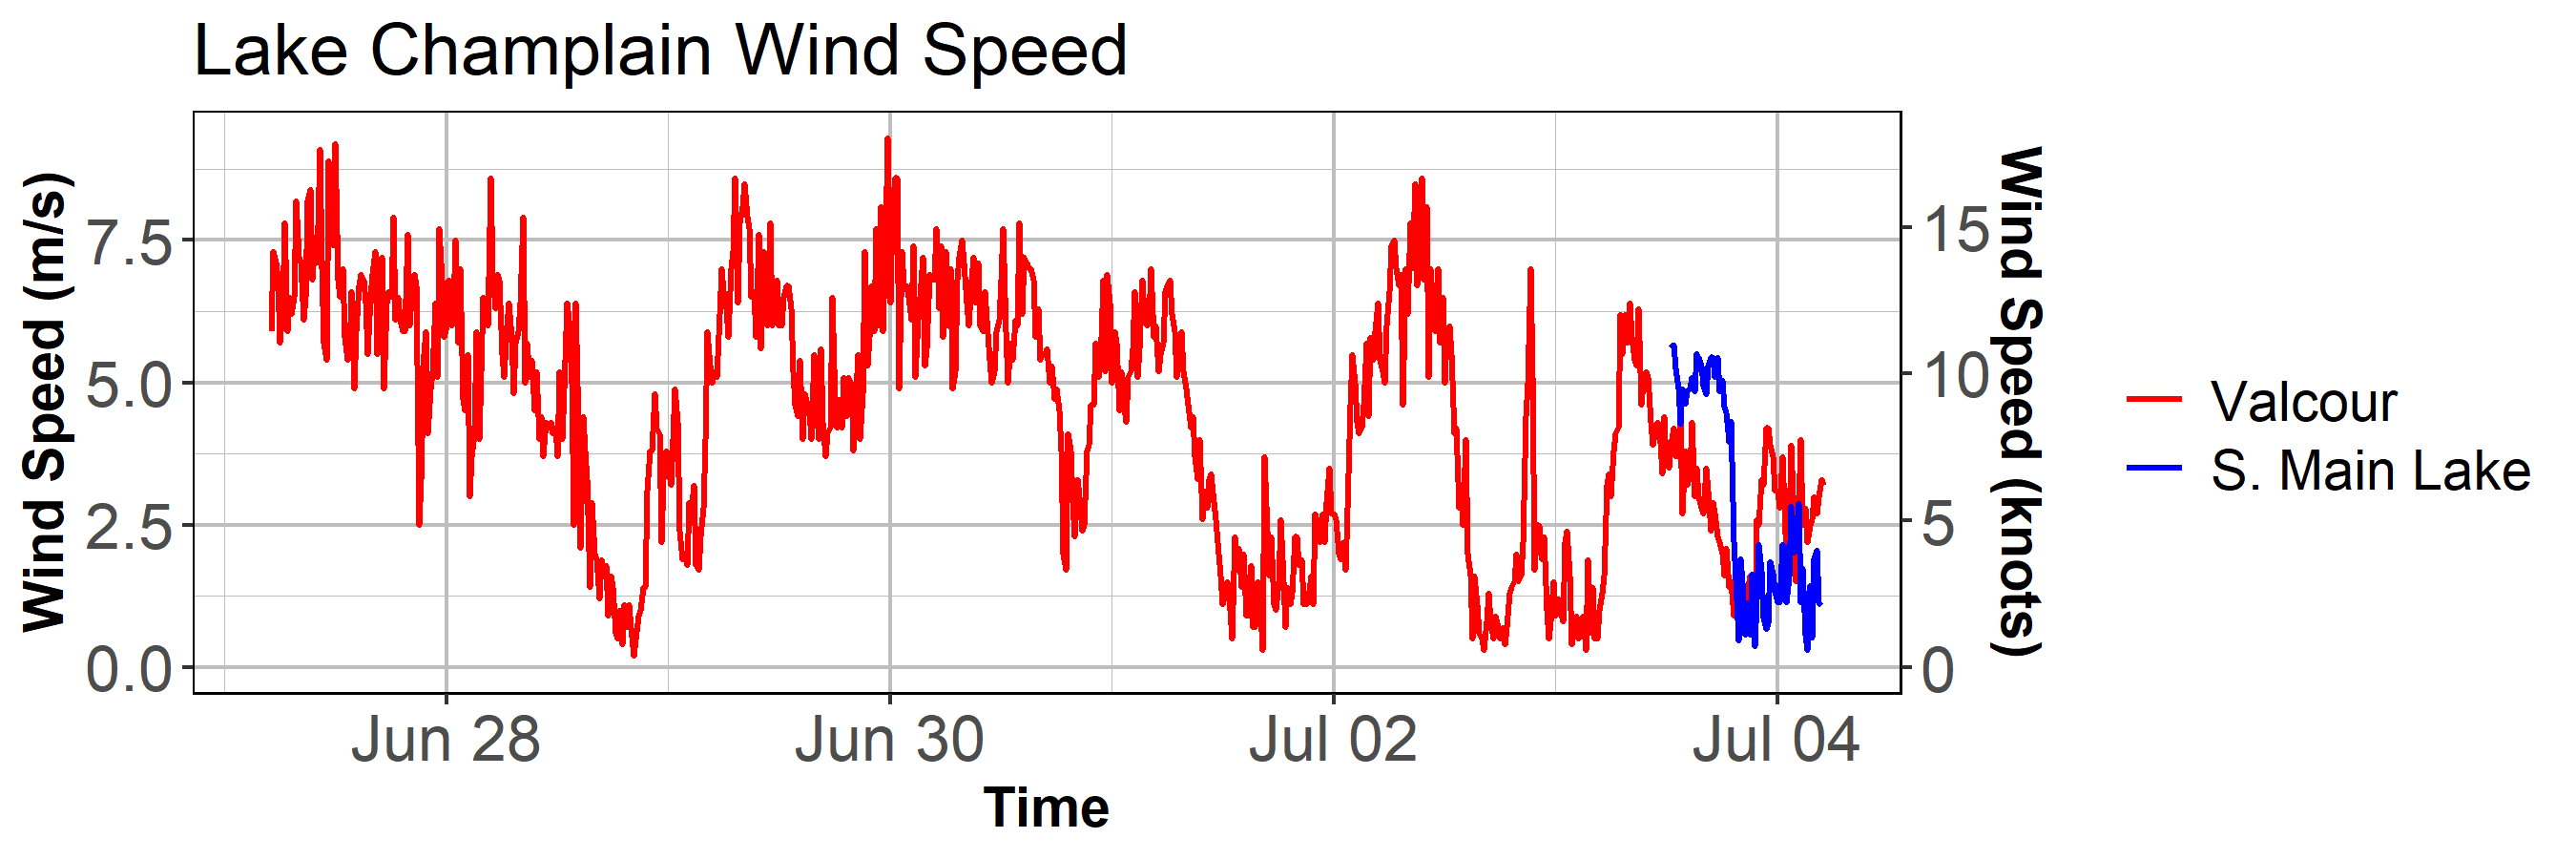 Lake Champlain Wind Speed
Wind Speed (m/s)
7.5
5.0
2.5
0.0
15
10
5
0
Wind Speed (knots)
Jun 28
Jun 30
Jul 02
Jul 04
Time
Valcour
S. Main Lake